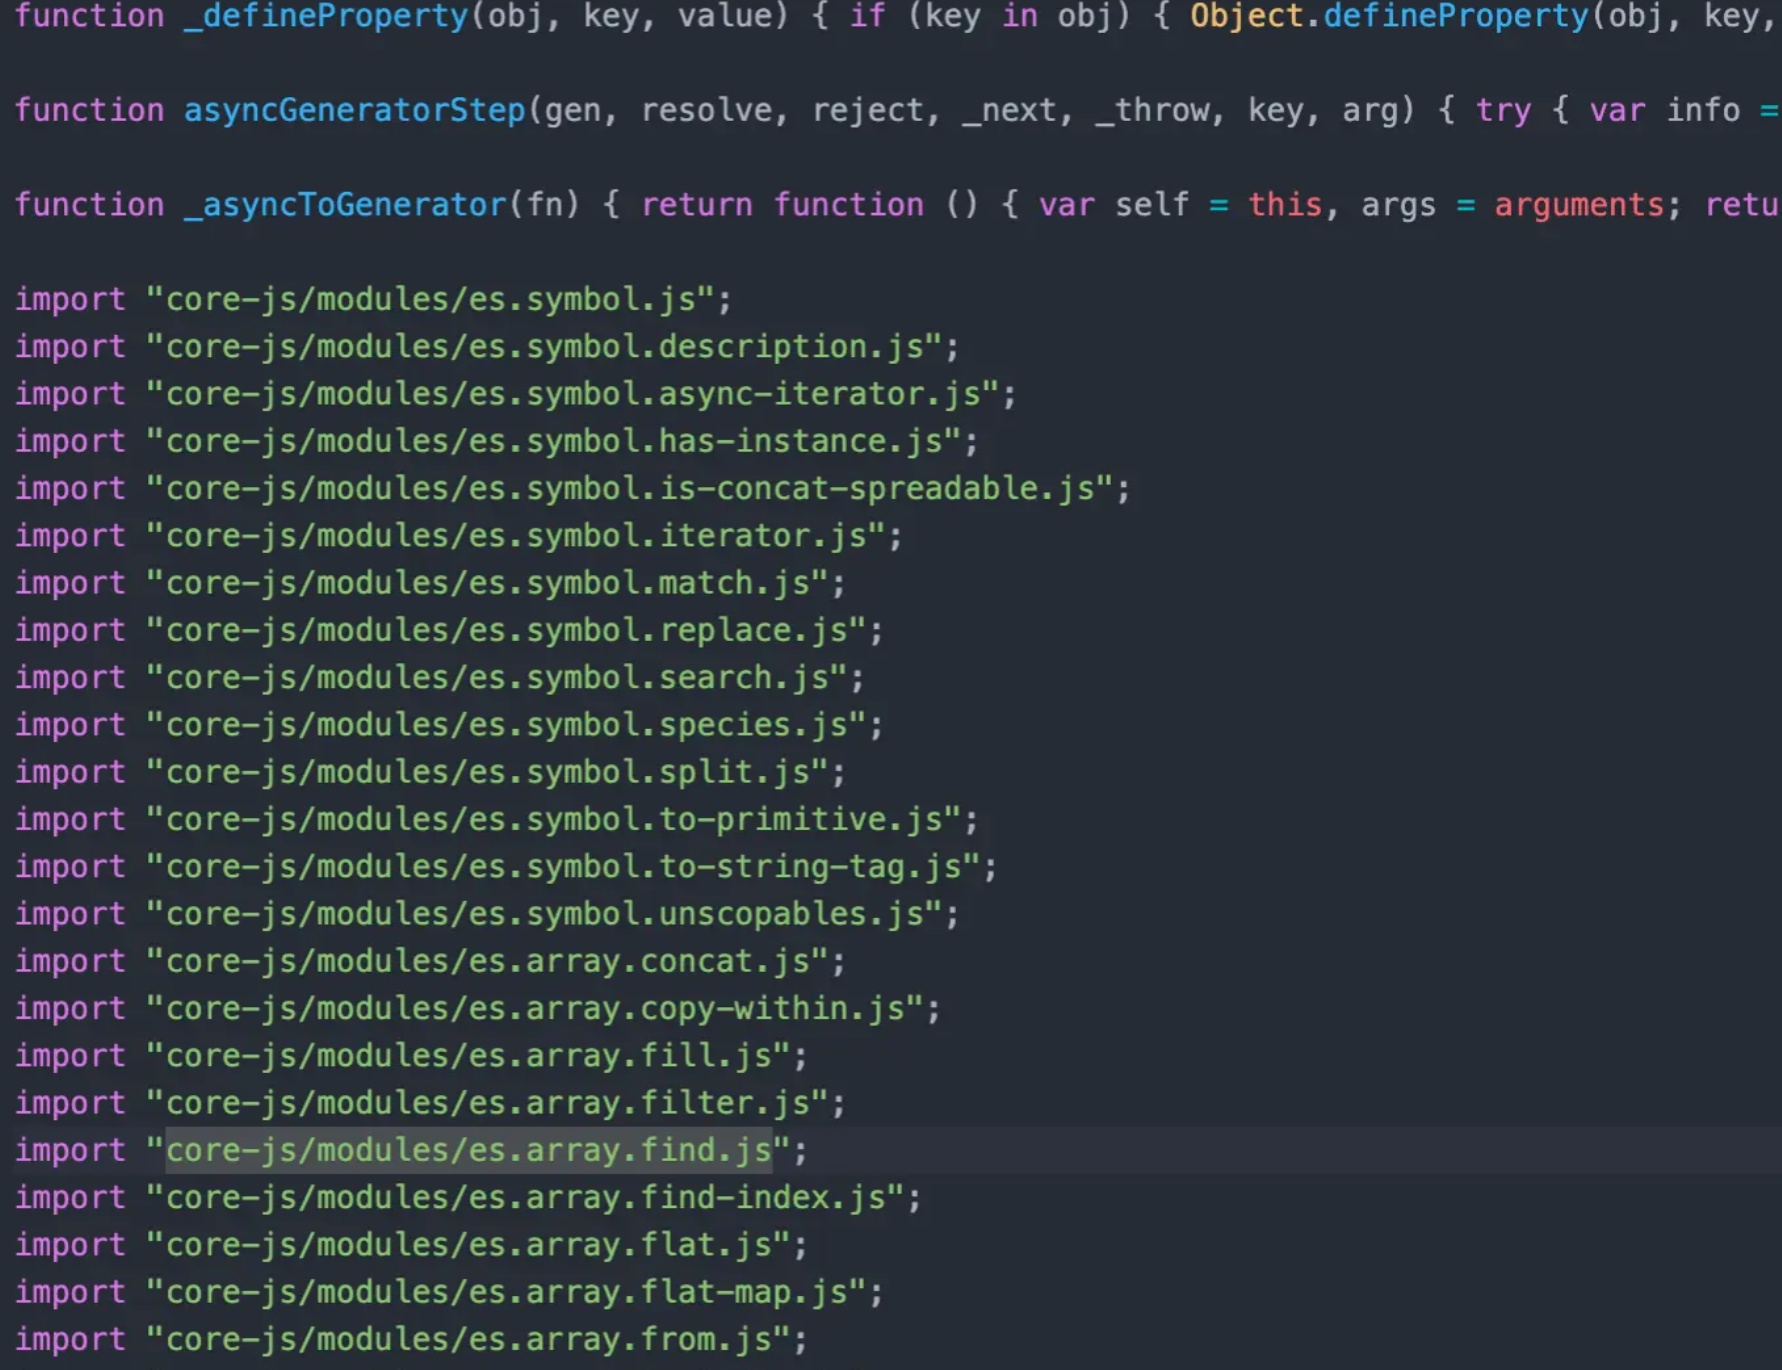 function _defineProperty(obj, key, value) { if (key in obj) { Object.defineProperty(obj, key,
function asyncGeneratorStep(gen, resolve, reject, _next, _throw, key, arg) { try { var info =
function _asyncToGenerator(fn) { return function () { var self = this, args = arguments; retu
import "core-js/modules/es.symbol.js";
import "core-js/modules/es.symbol.description.js";
import "core-js/modules/es.symbol.async-iterator.js";
import "core-js/modules/es.symbol.has-instance.js";
import "core-js/modules/es.symbol.is-concat-spreadable.js";
import "core-js/modules/es.symbol.iterator.js";
import "core-js/modules/es.symbol.match.js";
import "core-js/modules/es.symbol.replace.js";
import "core-js/modules/es.symbol.search.js";
import "core-js/modules/es.symbol.species.js";
import "core-js/modules/es.symbol.split.js";
import "core-js/modules/es.symbol.to-primitive.js";
import "core-js/modules/es.symbol.to-string-tag.js";
import "core-js/modules/es.symbol.unscopables.js";
import "core-js/modules/es.array.concat.js";
import "core-js/modules/es.array.copy-within.js";
import "core-js/modules/es.array.fill.js";
import "core-js/modules/es.array.filter.js";
import "core-js/modules/es.array.find.js";
import "core-js/modules/es.array.find-index.js";
import "core-js/modules/es.array.flat.js";
import "core-js/modules/es.array.flat-map.js";
import "core-js/modules/es.array.from.js";